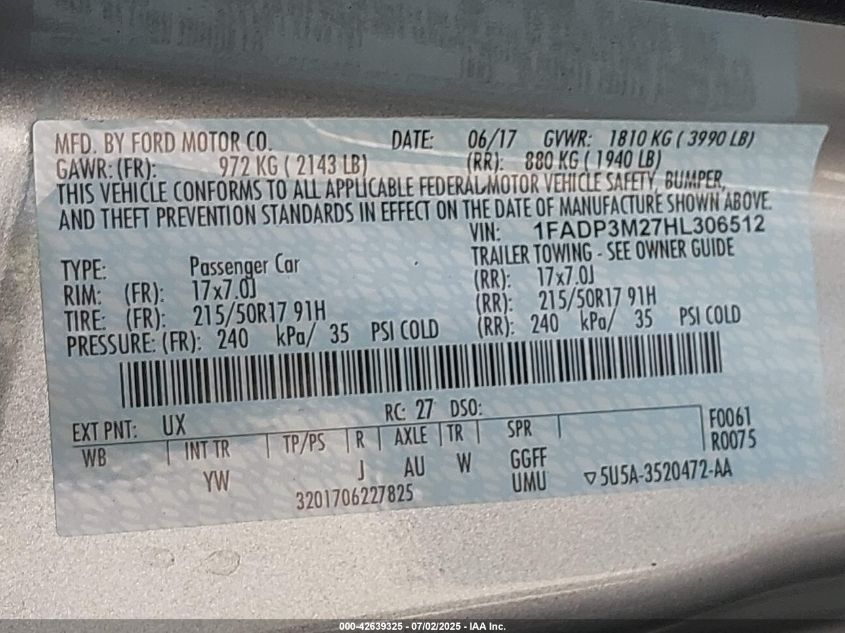 MFD. BY FORD MOTOR CO. DATE: 06/17 GVWR: 1810 KG ( 3990 LB)
GAWR: (FR): 972 KG ( 2143 LB) (RR): 880 KG ( 1940 LB)
THIS VEHICLE CONFORMS TO ALL APPLICABLE FEDERAL MOTOR VEHICLE SAFETY, BUMPER,
AND THEFT PREVENTION STANDARDS IN EFFECT ON THE DATE OF MANUFACTURE SHOWN ABOVE.
VIN: 1FADP3M27HL306512
TYPE: Passenger Car TRAILER TOWING - SEE OWNER GUIDE
RIM: (FR): 17x7.0J (RR): 17x7.0J
TIRE: (FR): 215/50R17 91H (RR): 215/50R17 91H
PRESSURE: (FR): 240 kPa/ 35 PSI COLD (RR): 240 kPa/ 35 PSI COLD
EXT PNT: UX RC: 27 DSO: F0061
WB INT TR TP/PS R AXLE TR SPR R0075
YW J AU W GGFF
3201706227825 UMU ▽5U5A-3520472-AA
000-42639325 - 07/02/2025 - IAA Inc.